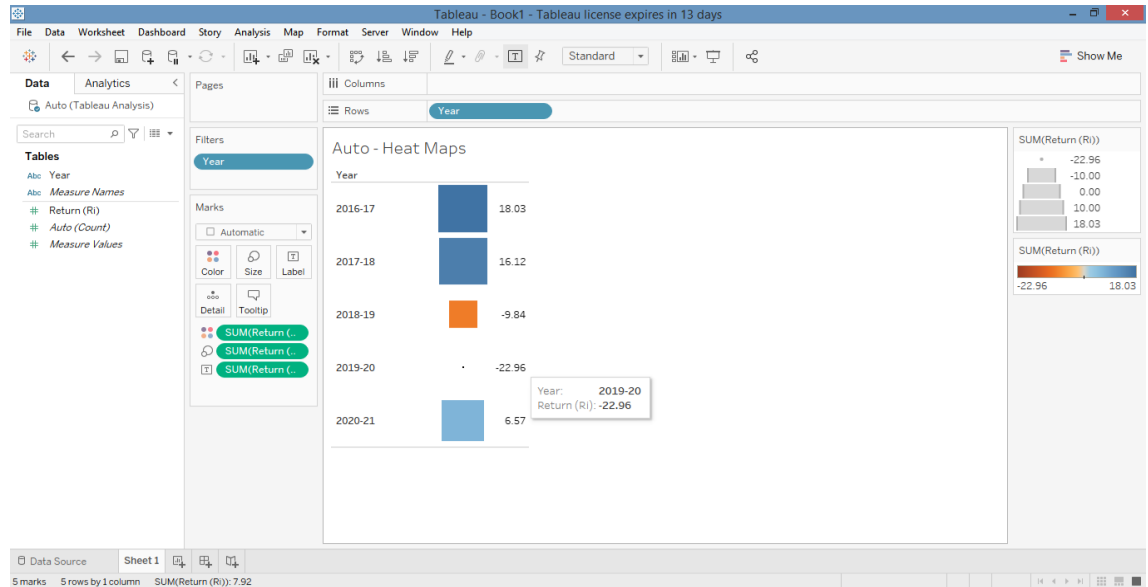 Tableau - Book1 - Tableau license expires in 13 days
File Data Worksheet Dashboard Story Analysis Map Format Server Window Help
Standard
Show Me
Data Analytics
Auto (Tableau Analysis)
Search
Tables
Abc Year
Abc Measure Names
# Return (Ri)
# Auto (Count)
# Measure Values
Pages
Filters
Year
Marks
Automatic
Color Size Label
Detail Tooltip
SUM(Return (..
SUM(Return (..
T SUM(Return (..
iii Columns
Rows Year
Auto - Heat Maps
Year
2016-17 18.03
2017-18 16.12
2018-19 -9.84
2019-20 -22.96
2020-21 6.57
Year: 2019-20
Return (Ri): -22.96
SUM(Return (Ri))
-22.96
-10.00
0.00
10.00
18.03
SUM(Return (Ri))
-22.96 18.03
Data Source Sheet 1
5 marks 5 rows by 1 column SUM(Return (Ri)): 7.92